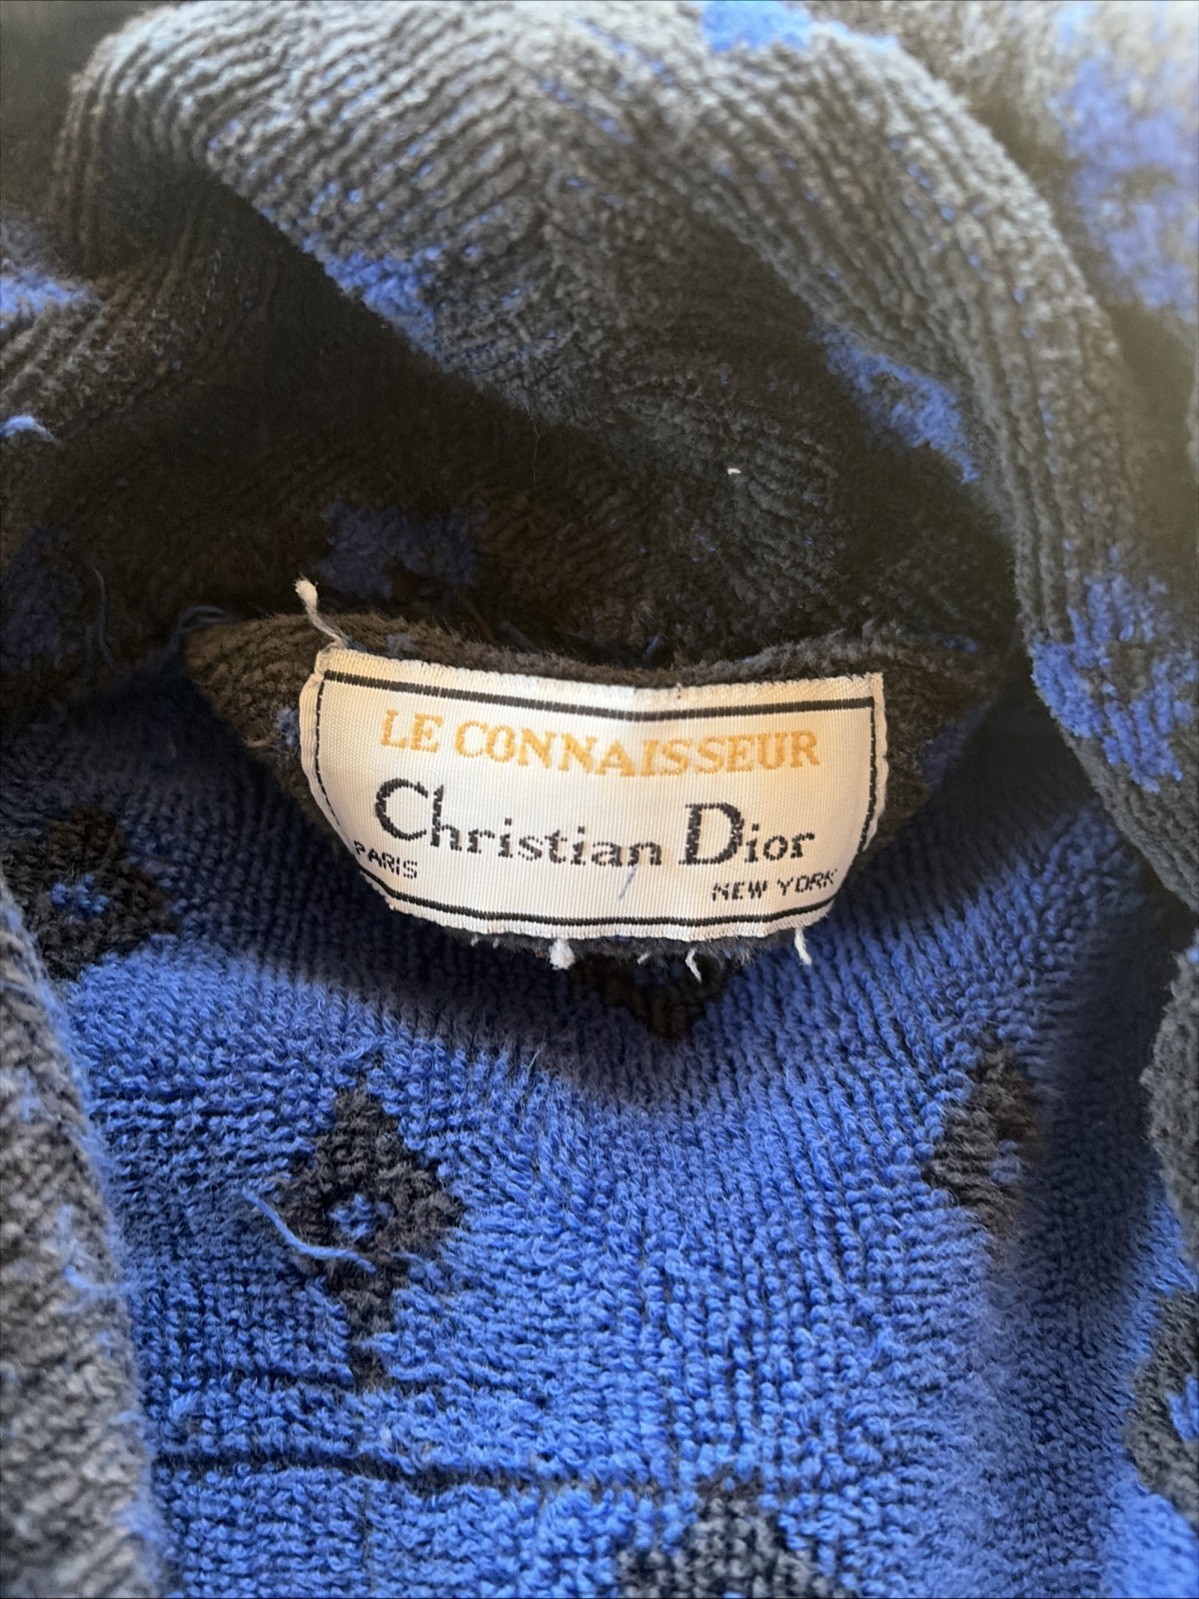 LE CONNAISSEUR
Christian Dior
PARIS
NEW YORK